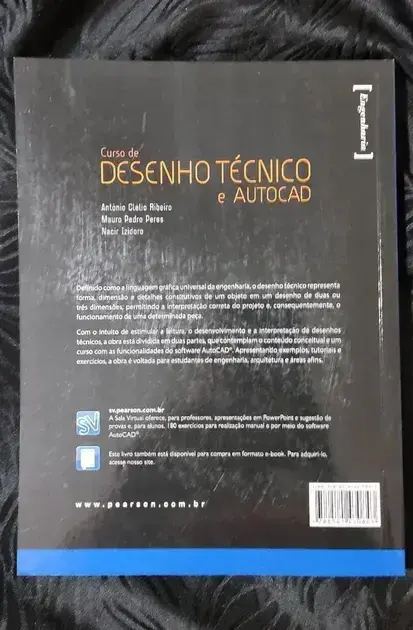 [Engenharia]
Curso de
DESENHO TÉCNICO
e AUTOCAD
Antônio Clélio Ribeiro
Mauro Pedro Peres
Nacir Izidoro
Definido como a linguagem gráfica universal da engenharia, o desenho técnico representa
forma, dimensão e detalhes construtivos de um objeto em um desenho de duas ou
três dimensões, permitindo a interpretação correta do projeto e, consequentemente, o
funcionamento de uma determinada peça.
Com o intuito de estimular a leitura, o desenvolvimento e a interpretação de desenhos
técnicos, a obra está dividida em duas partes, que contemplam o conteúdo conceitual e um
curso com as funcionalidades do software AutoCAD®. Apresentando exemplos, tutoriais e
exercícios, a obra é voltada para estudantes de engenharia, arquitetura e áreas afins.
sv.pearson.com.br
SV
A Sala Virtual oferece, para professores, apresentações em PowerPoint e sugestão de
provas e, para alunos, 180 exercícios para realização manual e por meio do software
AutoCAD®.
Este livro também está disponível para compra em formato e-book. Para adquiri-lo,
acesse nosso site.
www.pearson.com.br